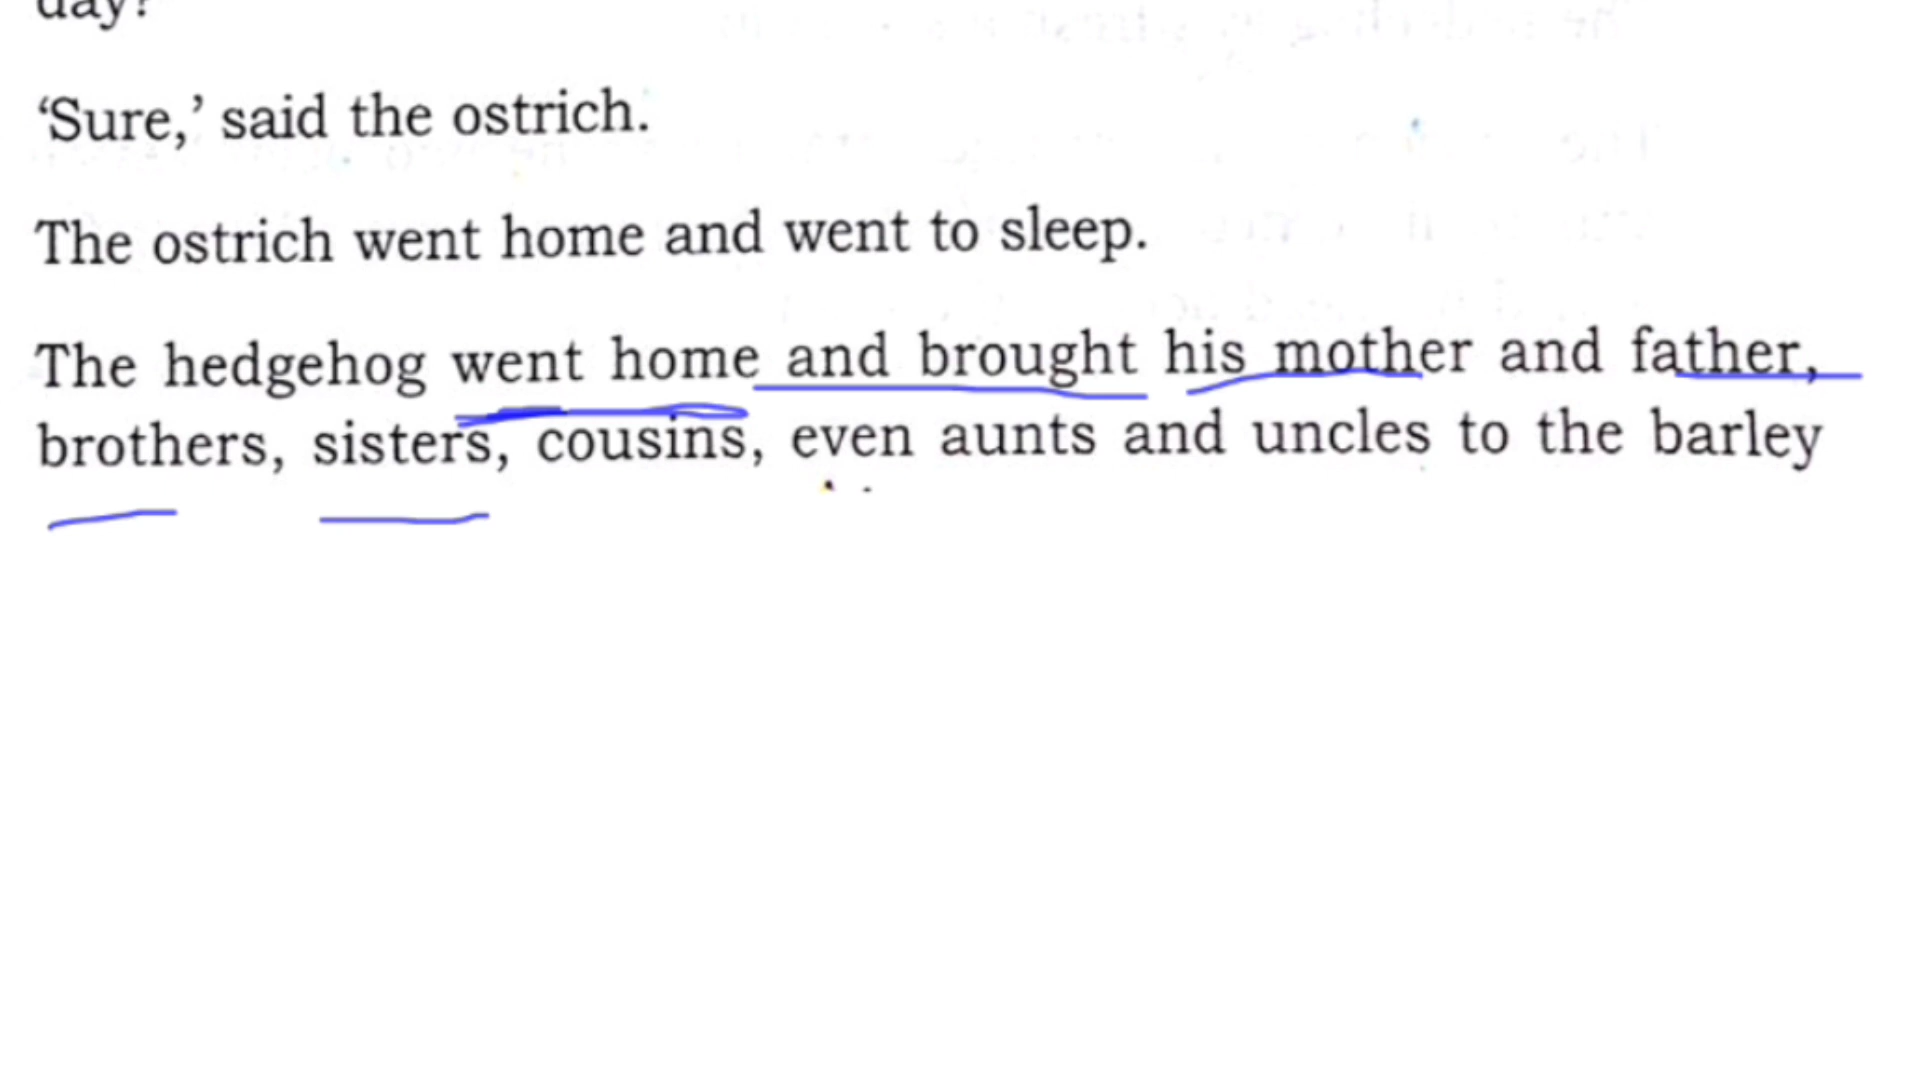 day?
‘Sure,’ said the ostrich.
The ostrich went home and went to sleep.
The hedgehog went home and brought his mother and father,
brothers, sisters, cousins, even aunts and uncles to the barley